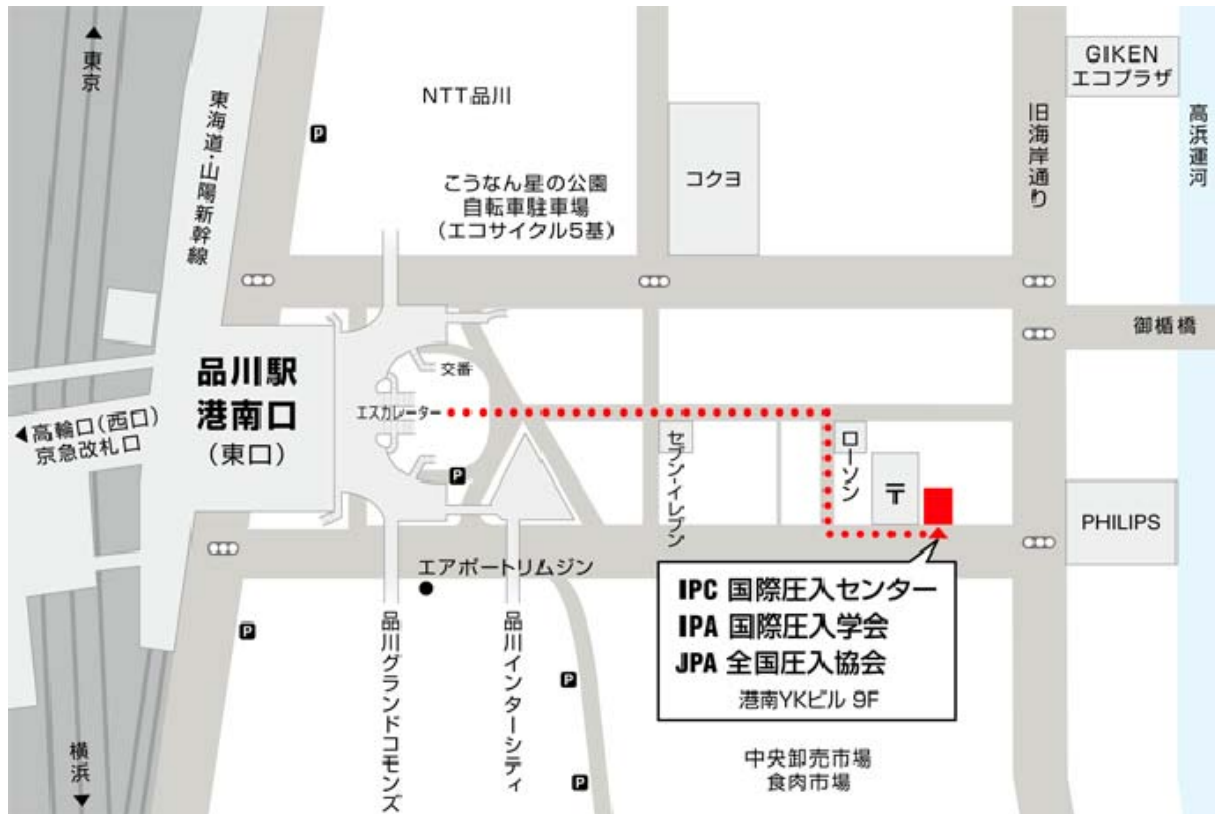 東京
東海道・山陽新幹線
NTT品川
P
こうなん星の公園
自転車駐車場
(エコサイクル5基)
コクヨ
旧海岸通り
GIKEN
エコプラザ
高浜運河
御楯橋
品川駅
港南口
(東口)
高輪口(西口)
京急改札口
交番
エスカレーター
P
セブン-イレブン
ローソン
〒
PHILIPS
エアポートリムジン
IPC 国際圧入センター
IPA 国際圧入学会
JPA 全国圧入協会
港南YKビル 9F
P
品川グランドコモンズ
品川インターシティ
P
P
中央卸売市場
食肉市場
横浜